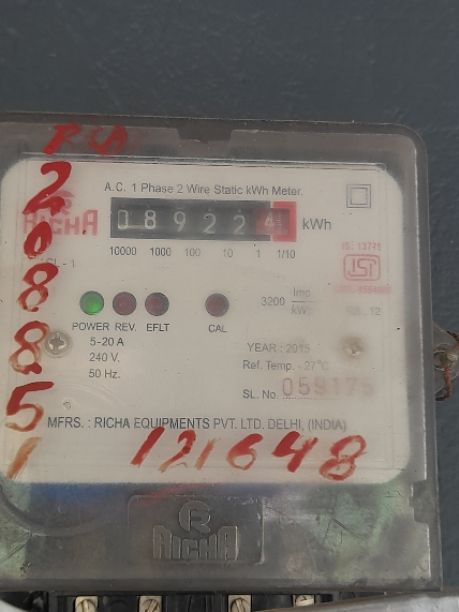 A.C. 1 Phase 2 Wire Static kWh Meter.
RICHA
0 8 9 2 2 4 kWh
10000 1000 100 10 1 1/10
IS: 13779
ISI
3200 Imp
kWh
POWER REV. EFLT CAL
5-20 A
240 V.
50 Hz.
YEAR : 2015
Ref. Temp. -27°C
SL. No. 059175
MFRS. : RICHA EQUIPMENTS PVT. LTD. DELHI, (INDIA)
2
0
8
8
5
1
121648
R
RICHA